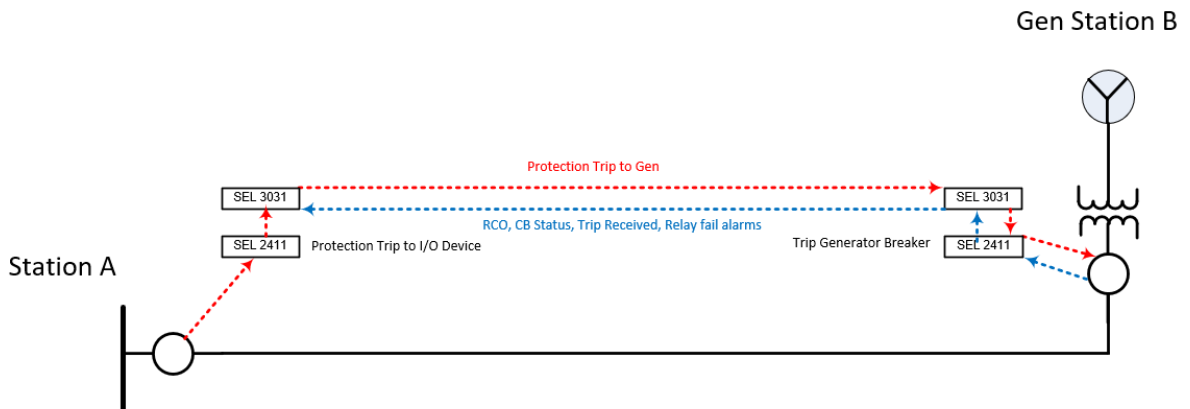 Gen Station B
Protection Trip to Gen
SEL 3031
SEL 3031
RCO, CB Status, Trip Received, Relay fail alarms
SEL 2411
Protection Trip to I/O Device
Trip Generator Breaker
SEL 2411
Station A